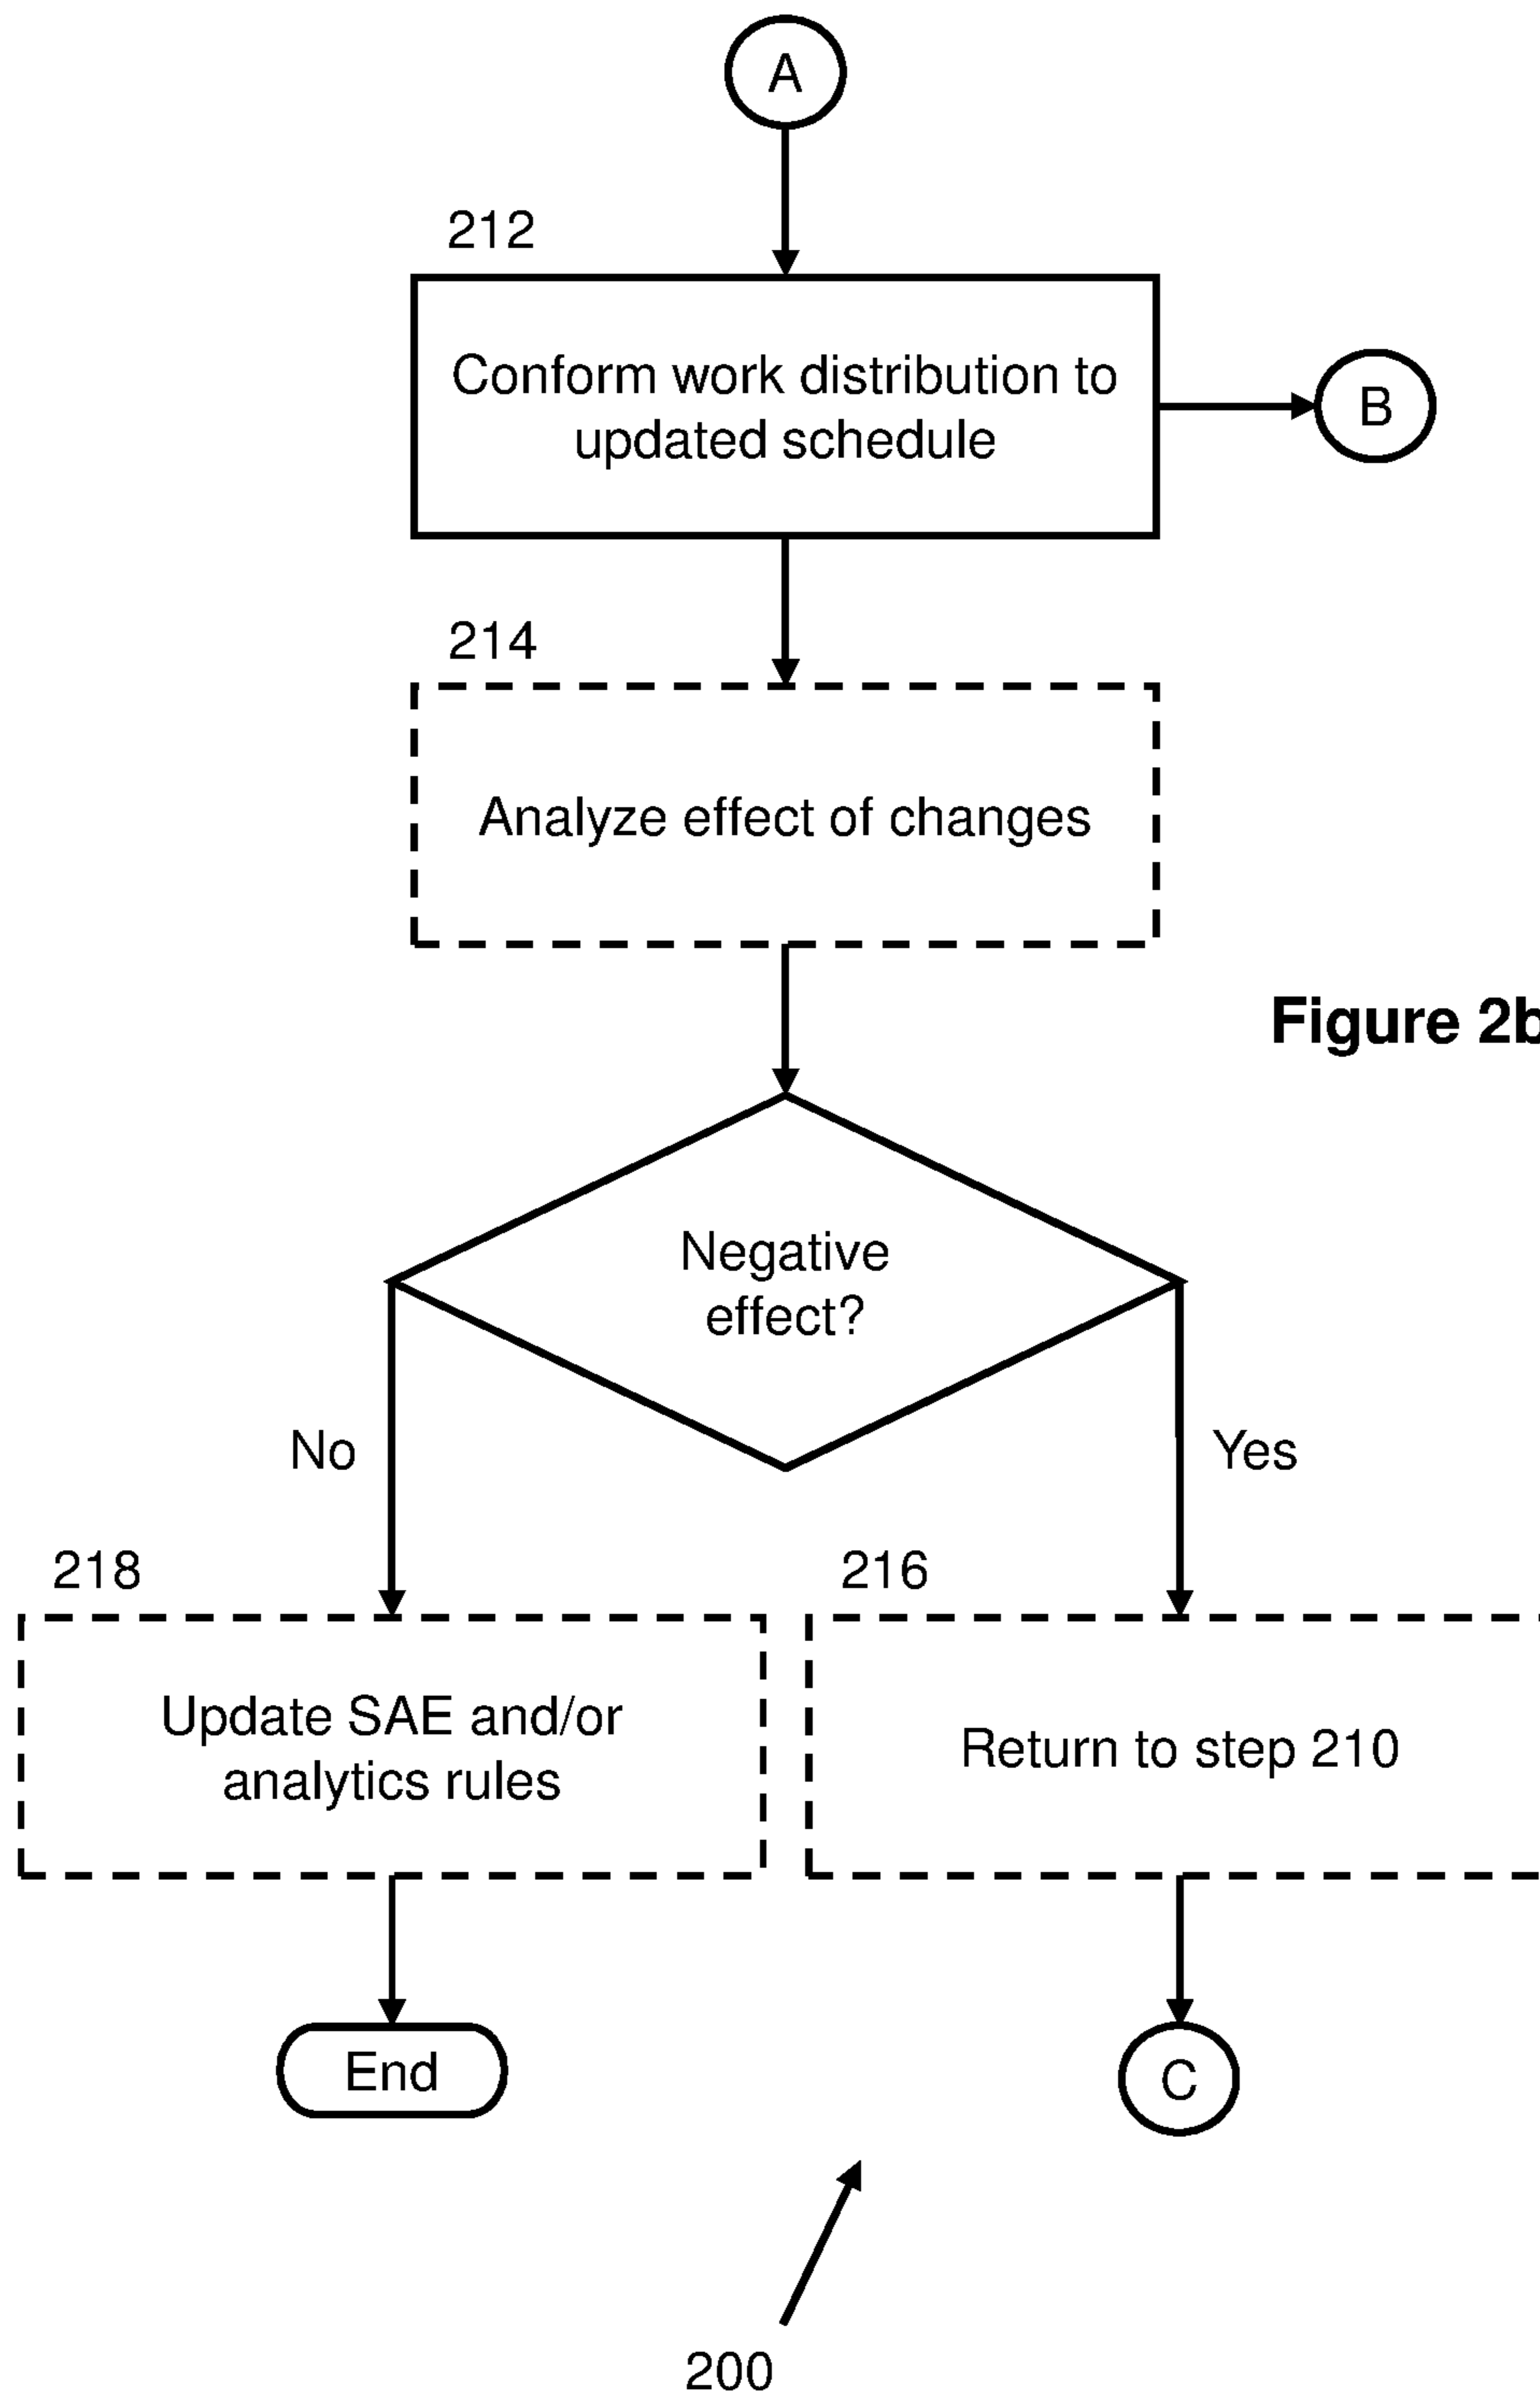 A
212
Conform work distribution to
updated schedule
B
214
Analyze effect of changes
Figure 2b
Negative
effect?
No
Yes
218
216
Update SAE and/or
analytics rules
Return to step 210
End
C
200